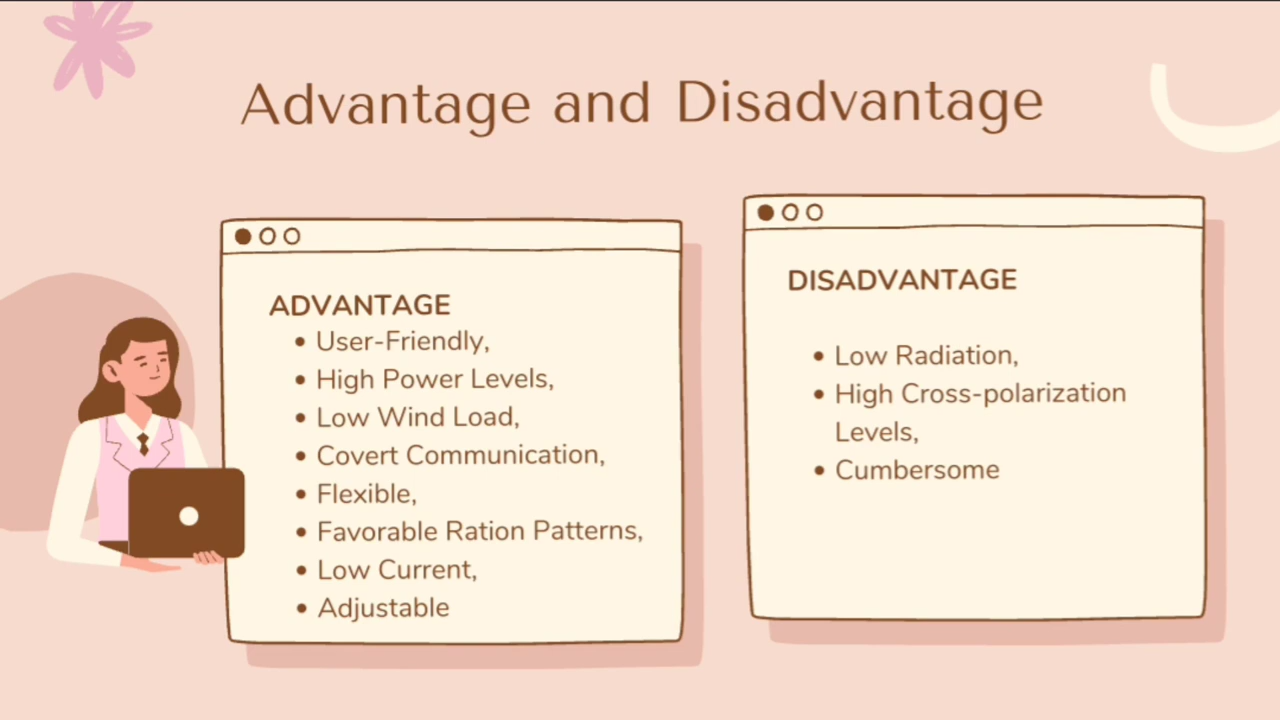 Advantage and Disadvantage
ADVANTAGE
• User-Friendly,
• High Power Levels,
• Low Wind Load,
• Covert Communication,
• Flexible,
• Favorable Ration Patterns,
• Low Current,
• Adjustable
DISADVANTAGE
• Low Radiation,
• High Cross-polarization
Levels,
• Cumbersome